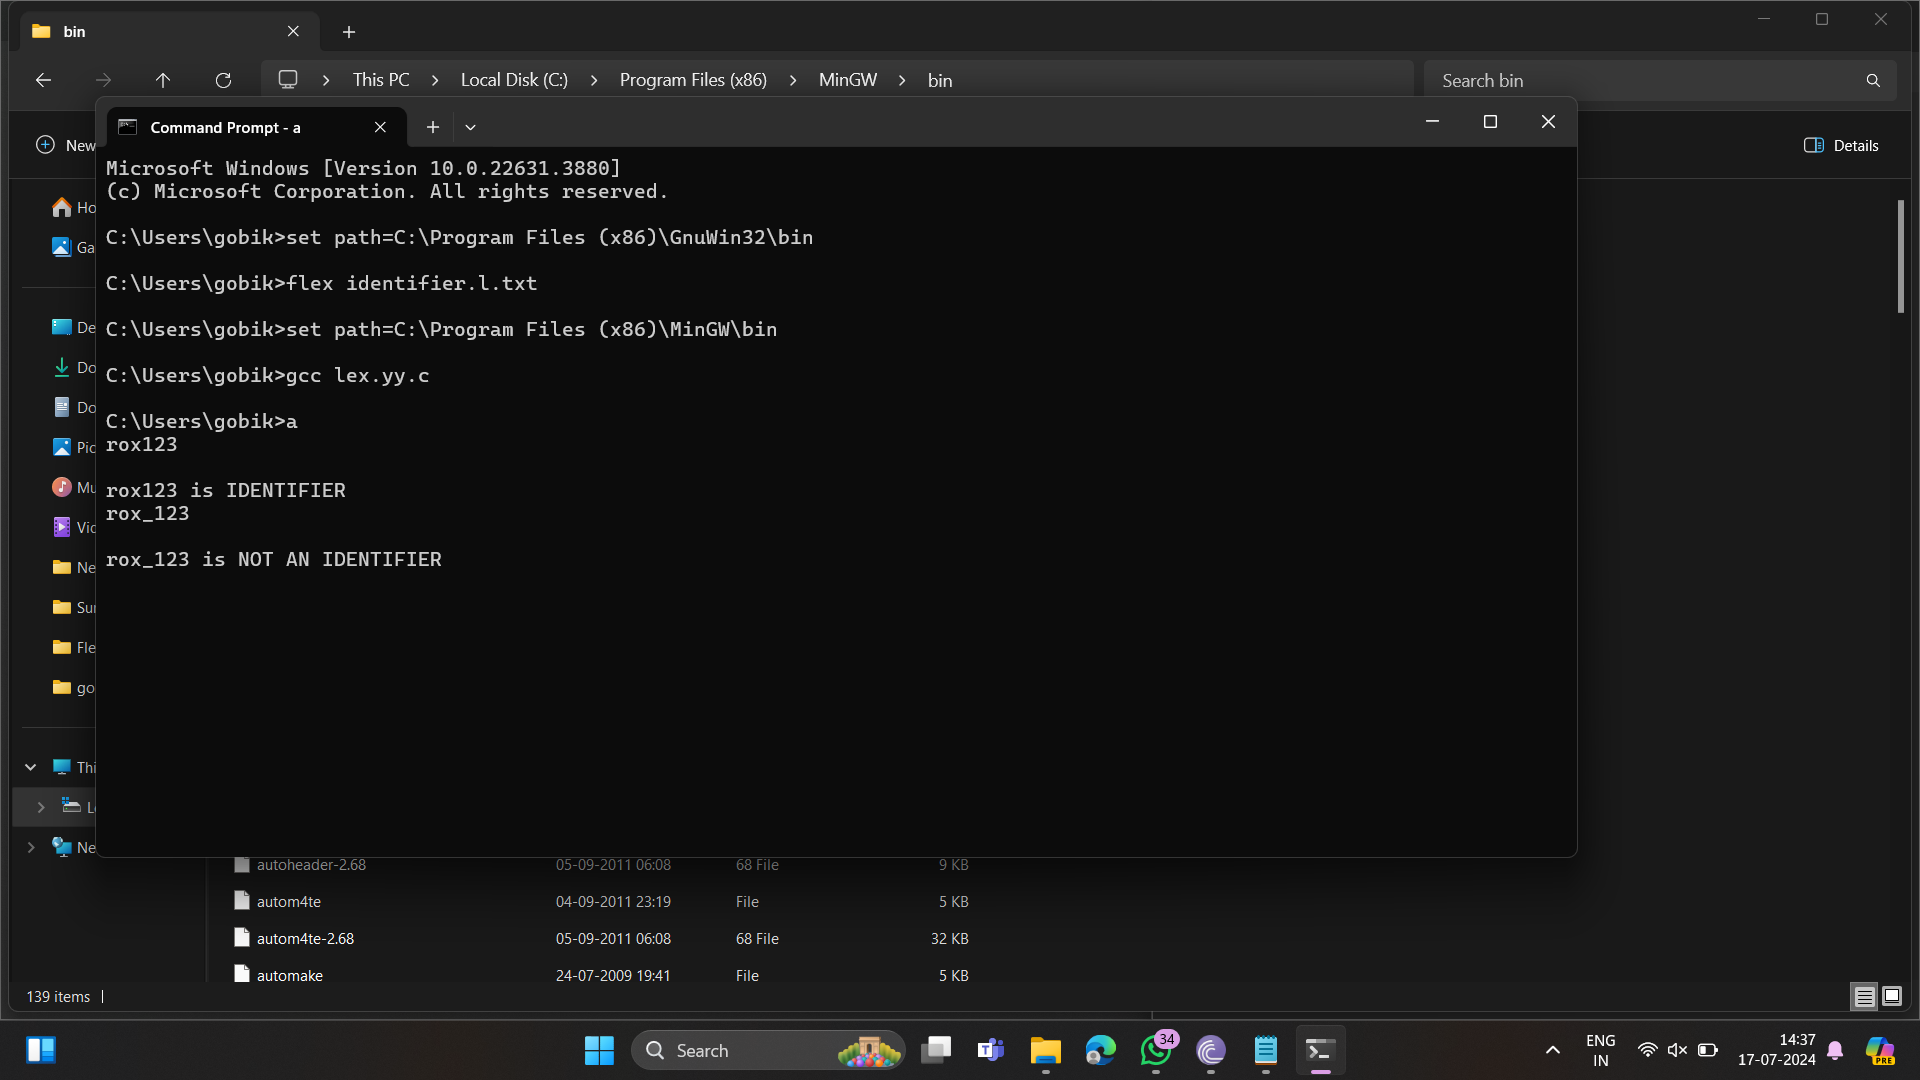 bin
This PC
Local Disk (C:)
Program Files (x86)
MinGW
bin
Search bin
New
Details
Command Prompt - a
Microsoft Windows [Version 10.0.22631.3880]
(c) Microsoft Corporation. All rights reserved.
C:\Users\gobik>set path=C:\Program Files (x86)\GnuWin32\bin
C:\Users\gobik>flex identifier.l.txt
C:\Users\gobik>set path=C:\Program Files (x86)\MinGW\bin
C:\Users\gobik>gcc lex.yy.c
C:\Users\gobik>a
rox123
rox123 is IDENTIFIER
rox_123
rox_123 is NOT AN IDENTIFIER
Ho
Ga
De
Do
Do
Pic
Mu
Vid
Ne
Sur
Fle
go
Thi
Ne
autoheader-2.68 05-09-2011 06:08 68 File 9 KB
autom4te 04-09-2011 23:19 File 5 KB
autom4te-2.68 05-09-2011 06:08 68 File 32 KB
automake 24-07-2009 19:41 File 5 KB
139 items
Search
34
ENG
IN
14:37
17-07-2024
PRE